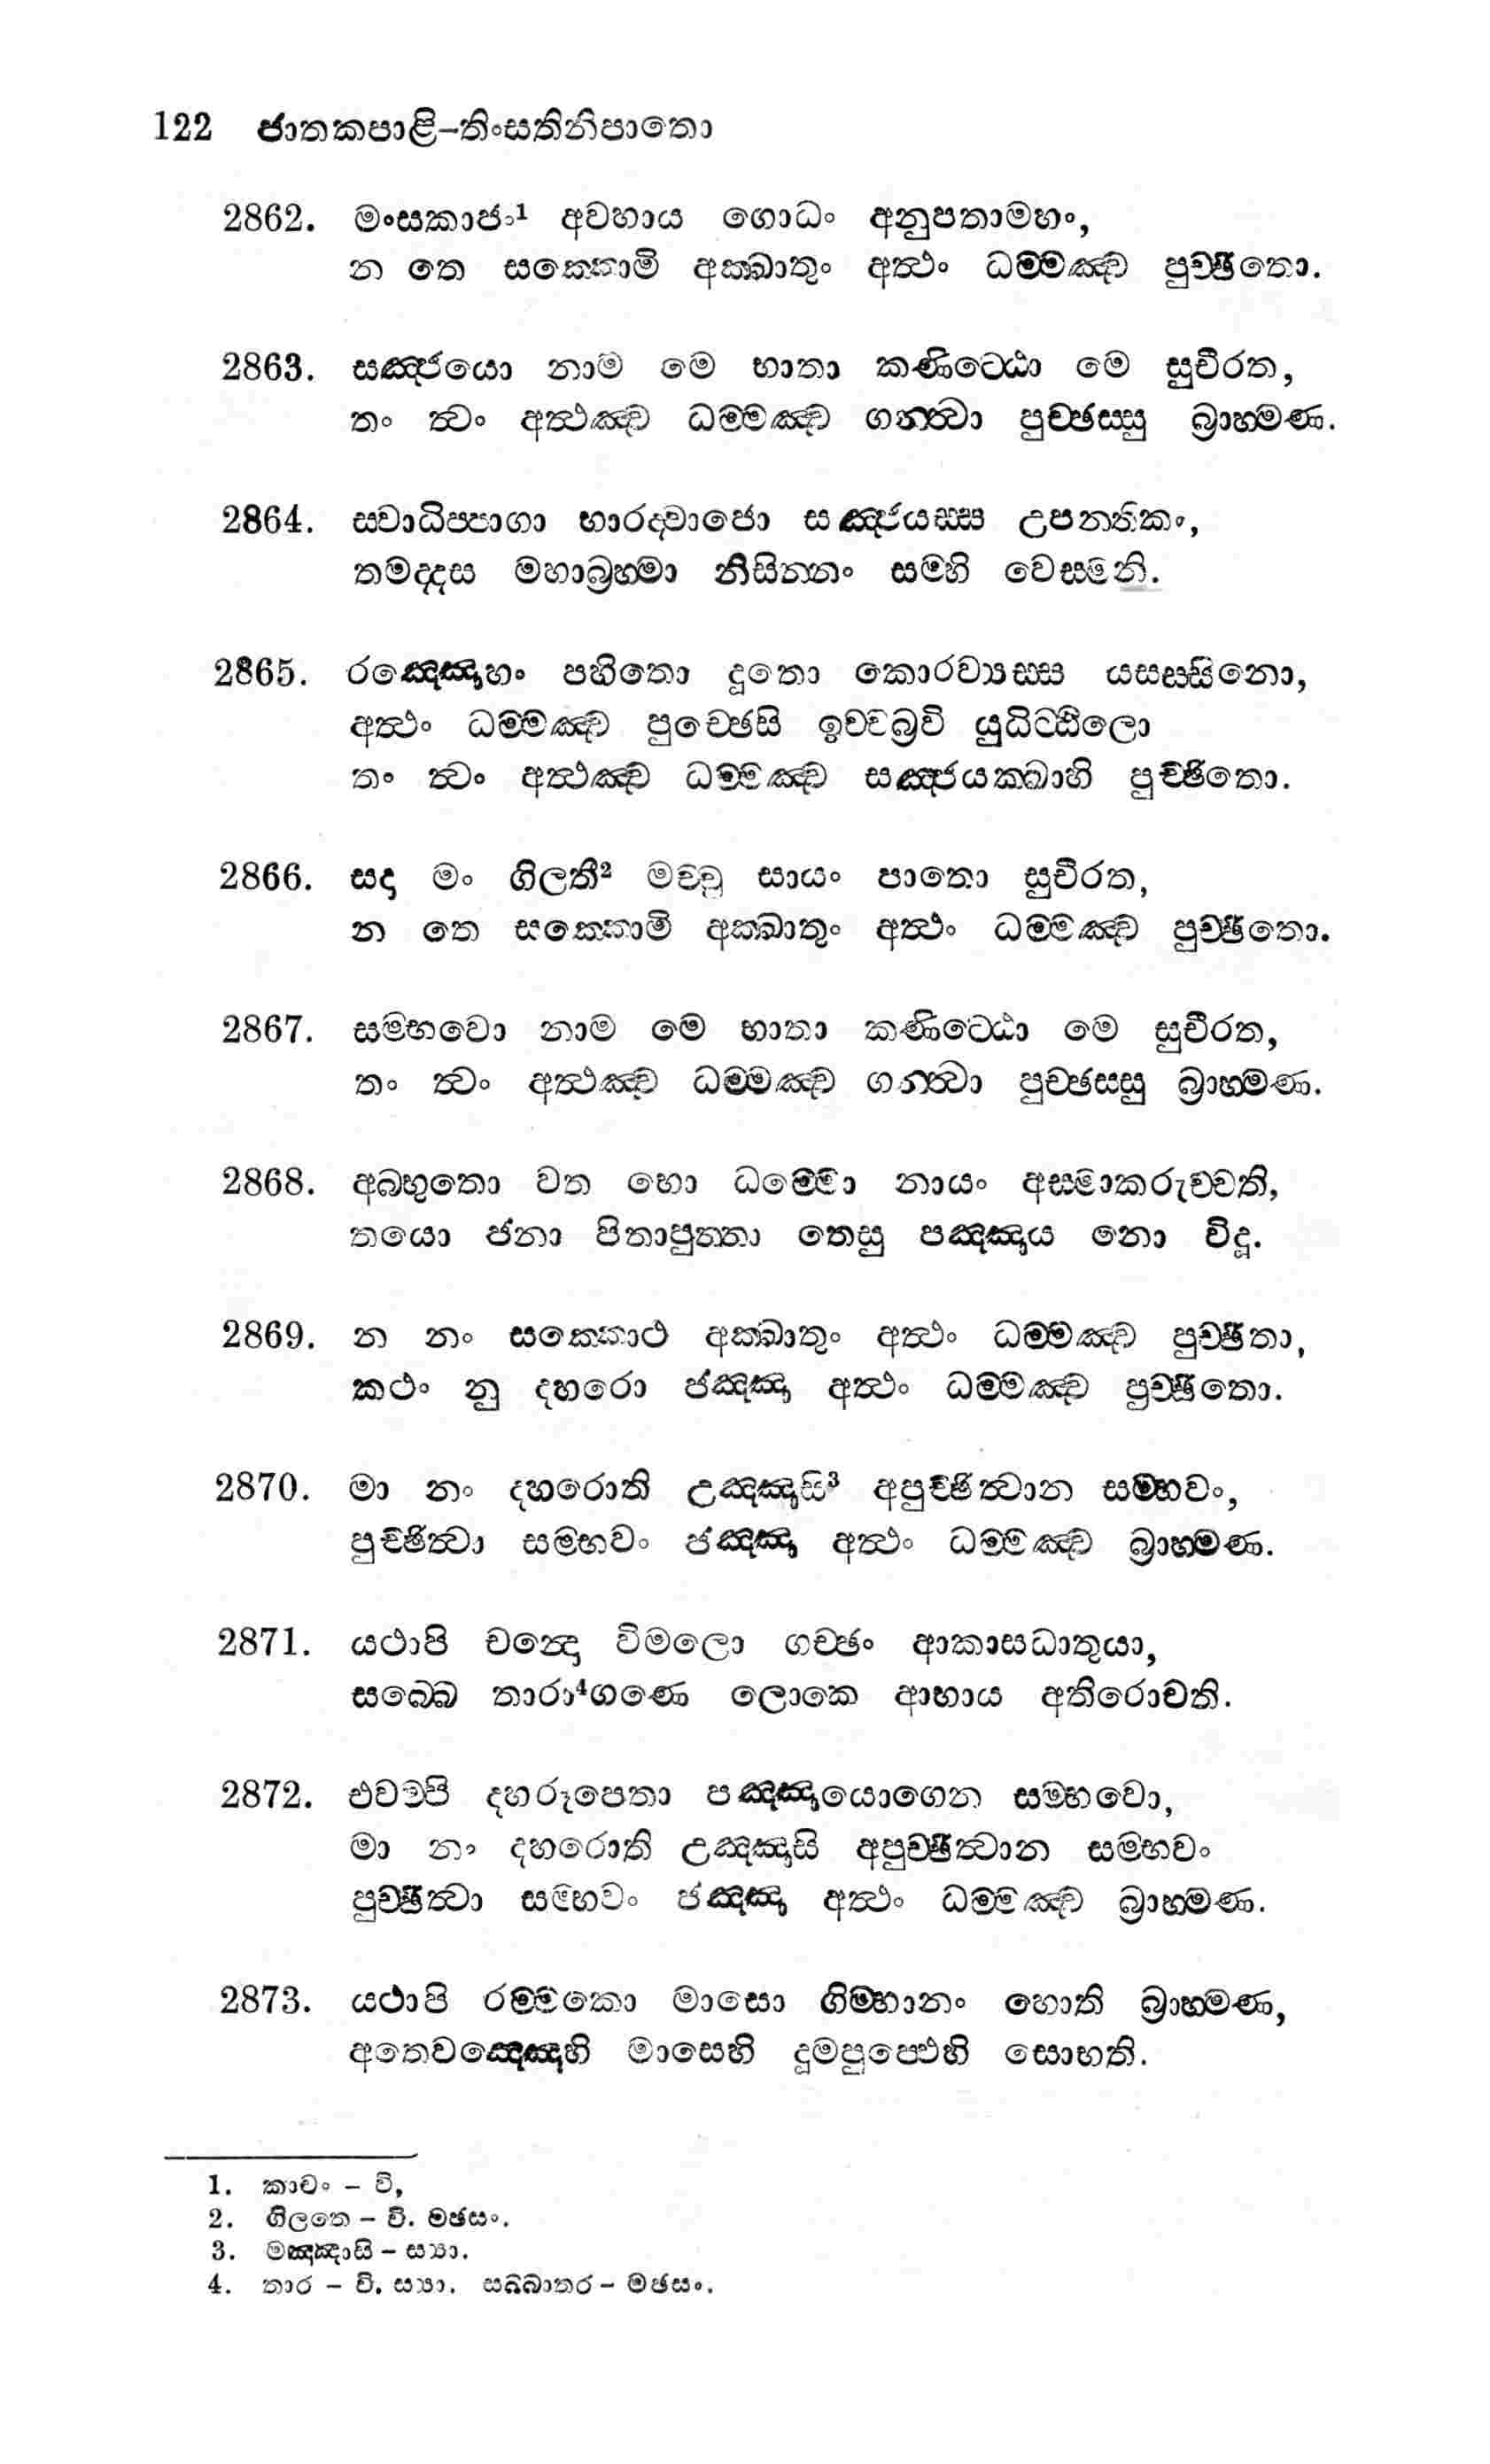 122 ජාතකපාළි-තිංසතිනිපාතො
2862. මංසකාජං¹ අවහාය ගොධං අනුපතාමහං,
න තෙ සක්කොමි අක්ඛාතුං අත්ථං ධම්මඤ්ච පුච්ඡිතො.
2863. සඤ්ජයො නාම මෙ භාතා කණිට්ඨො මෙ සුචීරත,
තං ත්වං අත්ථඤ්ච ධම්මඤ්ච ගන්ත්වා පුච්ඡස්සු බ්‍රාහ්මණ.
2864. සවාධිප්පාගා භාරද්වාජො සඤ්ජයස්ස උපන්තිකං,
තමද්දස මහාබ්‍රහ්මා නිසින්නං සම්හි වෙස්මනි.
2865. රඤ්ඤොහං පහිතො දූතො කොරව්‍යස්ස යසස්සිනො,
අත්ථං ධම්මඤ්ච පුච්ඡෙසි ඉච්චබ්‍රවි යුධිට්ඨිලො
තං ත්වං අත්ථඤ්ච ධම්මඤ්ච සඤ්ජයක්ඛාහි පුච්ඡිතො.
2866. සදා මං ගිලතී² මච්චු සායං පාතො සුචීරත,
න තෙ සක්කොමි අක්ඛාතුං අත්ථං ධම්මඤ්ච පුච්ඡිතො.
2867. සම්භවො නාම මෙ භාතා කණිට්ඨො මෙ සුචීරත,
තං ත්වං අත්ථඤ්ච ධම්මඤ්ච ගන්ත්වා පුච්ඡස්සු බ්‍රාහ්මණ.
2868. අබ්භුතො වත භො ධම්මො නායං අස්මාකරුච්චති,
තයො ජනා පිතාපුත්තා තෙසු පඤ්ඤාය නො විදූ.
2869. න නං සක්කොථ අක්ඛාතුං අත්ථං ධම්මඤ්ච පුච්ඡිතා,
කථං නු දහරො ජඤ්ඤා අත්ථං ධම්මඤ්ච පුච්ඡිතො.
2870. මා නං දහරොති උඤ්ඤාසි³ අපුච්ඡිත්වාන සම්භවං,
පුච්ඡිත්වා සම්භවං ජඤ්ඤා අත්ථං ධම්මඤ්ච බ්‍රාහ්මණ.
2871. යථාපි චන්දො විමලො ගච්ඡං ආකාසධාතුයා,
සබ්බෙ තාරා⁴ගණෙ ලොකෙ ආභාය අතිරොචති.
2872. එවම්පි දහරූපෙතා පඤ්ඤායොගෙන සම්භවො,
මා නං දහරොති උඤ්ඤාසි අපුච්ඡිත්වාන සම්භවං
පුච්ඡිත්වා සම්භවං ජඤ්ඤා අත්ථං ධම්මඤ්ච බ්‍රාහ්මණ.
2873. යථාපි රම්මකො මාසො ගිම්හානං හොති බ්‍රාහ්මණ,
අතෙවඤ්ඤෙහි මාසෙහි දුමපුප්ඵෙහි සොභති.
1. කාචං - වි,
2. ගිලතෙ - වි. මඡසං.
3. මඤ්ඤාසි - ස්‍යා.
4. තාර - වි. ස්‍යා. සබ්බාතර - මඡසං.